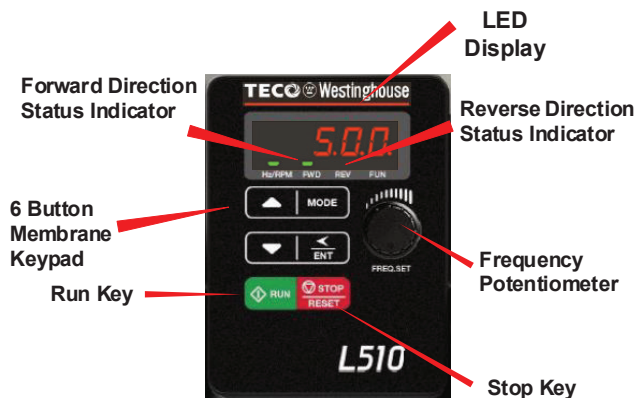 LED
Display
Forward Direction
Status Indicator
TECO Westinghouse
Reverse Direction
Status Indicator
5.0.0.
Hz/RPM FWD REV FUN
MODE
6 Button
Membrane
Keypad
ENT
FREQ.SET
Frequency
Potentiometer
Run Key
RUN
STOP
RESET
L510
Stop Key